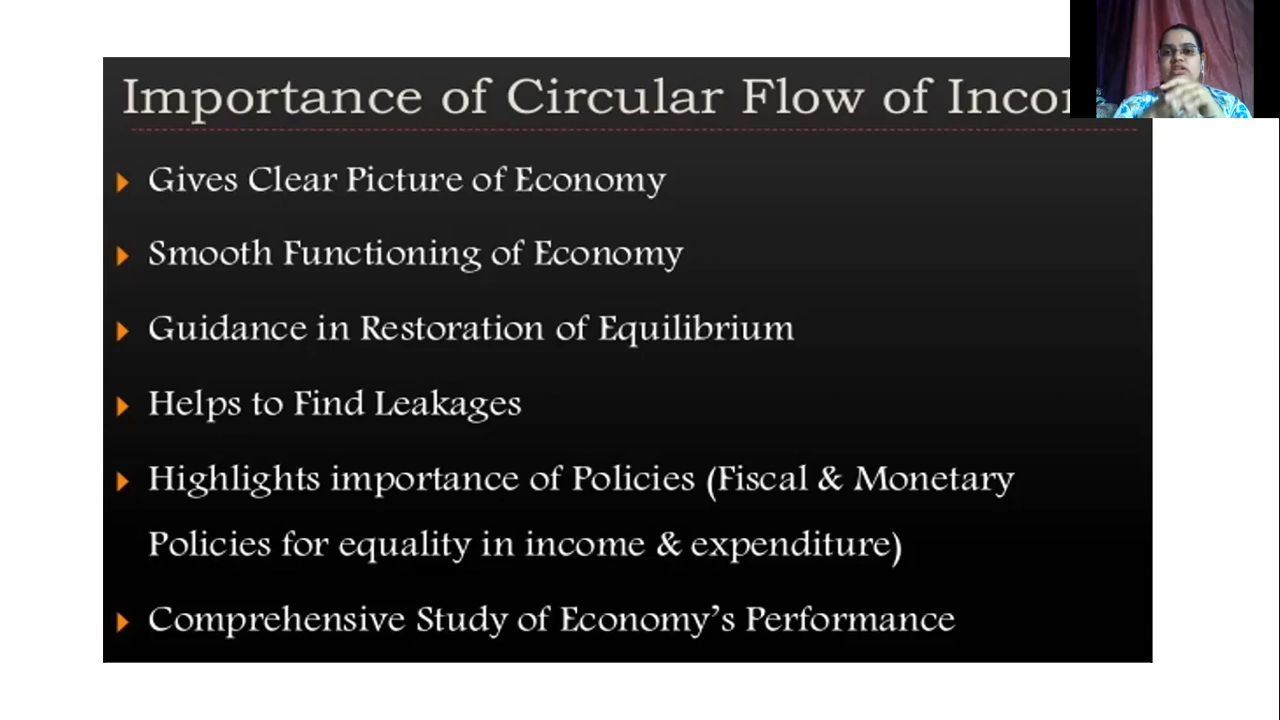 Importance of Circular Flow of
Gives Clear Picture of Economy
Smooth Functioning of Economy
Guidance in Restoration of Equilibrium
Helps to Find Leakages
Highlights importance of Policies (Fiscal & Monetary
Policies for equality in income & expenditure)
Comprehensive Study of Economy’s Performance